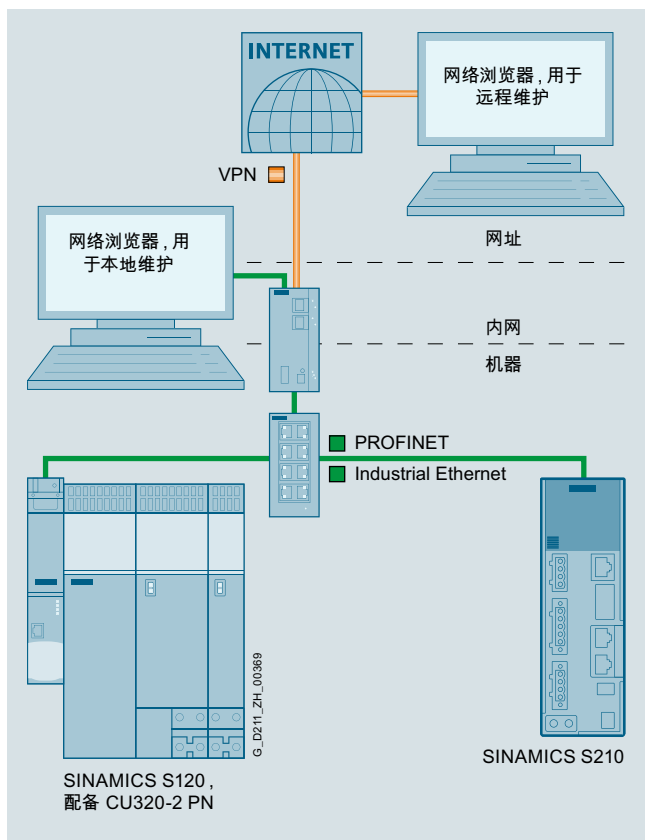 INTERNET
网络浏览器,用于
远程维护
VPN
网络浏览器,用
于本地维护
网址
内网
机器
PROFINET
Industrial Ethernet
G_D211_ZH_00369
SINAMICS S210
SINAMICS S120,
配备 CU320-2 PN